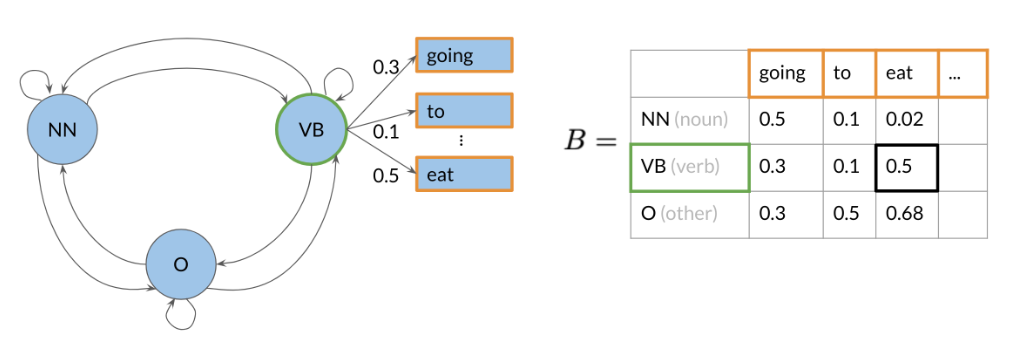 NN
VB
O
0.3
0.1
0.5
going
to
⋮
eat
B =
going to eat ...
NN (noun) 0.5 0.1 0.02
VB (verb) 0.3 0.1 0.5
O (other) 0.3 0.5 0.68